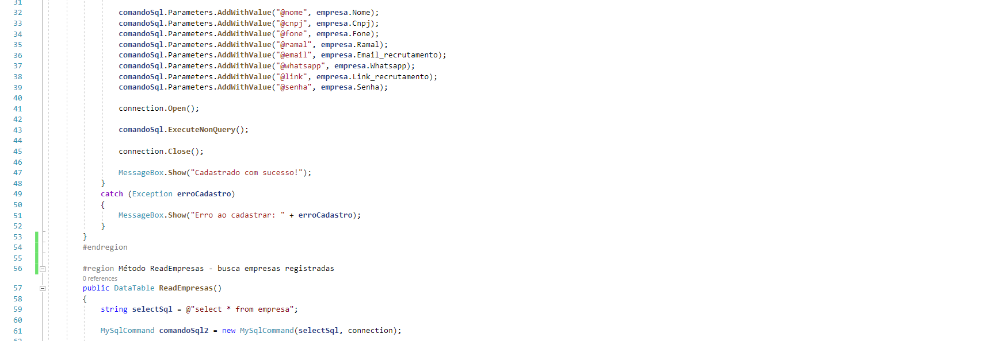 31
32 comandoSql.Parameters.AddWithValue("@nome", empresa.Nome);
33 comandoSql.Parameters.AddWithValue("@cnpj", empresa.Cnpj);
34 comandoSql.Parameters.AddWithValue("@fone", empresa.Fone);
35 comandoSql.Parameters.AddWithValue("@ramal", empresa.Ramal);
36 comandoSql.Parameters.AddWithValue("@email", empresa.Email_recrutamento);
37 comandoSql.Parameters.AddWithValue("@whatsapp", empresa.Whatsapp);
38 comandoSql.Parameters.AddWithValue("@link", empresa.Link_recrutamento);
39 comandoSql.Parameters.AddWithValue("@senha", empresa.Senha);
40
41 connection.Open();
42
43 comandoSql.ExecuteNonQuery();
44
45 connection.Close();
46
47 MessageBox.Show("Cadastrado com sucesso!");
48 }
49 catch (Exception erroCadastro)
50 {
51 MessageBox.Show("Erro ao cadastrar: " + erroCadastro);
52 }
53 }
54 #endregion
55
56 #region Método ReadEmpresas - busca empresas registradas
0 references
57 public DataTable ReadEmpresas()
58 {
59 string selectSql = @"select * from empresa";
60
61 MySqlCommand comandoSql2 = new MySqlCommand(selectSql, connection);
62